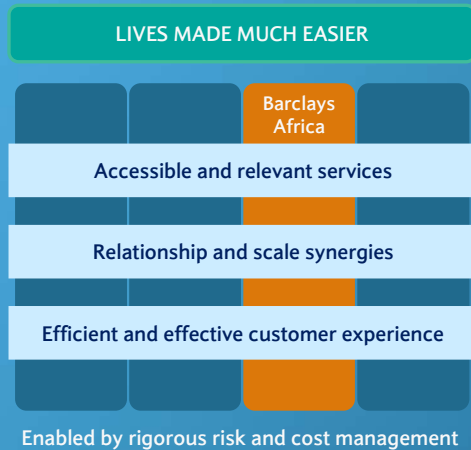 LIVES MADE MUCH EASIER
Barclays
Africa
Accessible and relevant services
Relationship and scale synergies
Efficient and effective customer experience
Enabled by rigorous risk and cost management